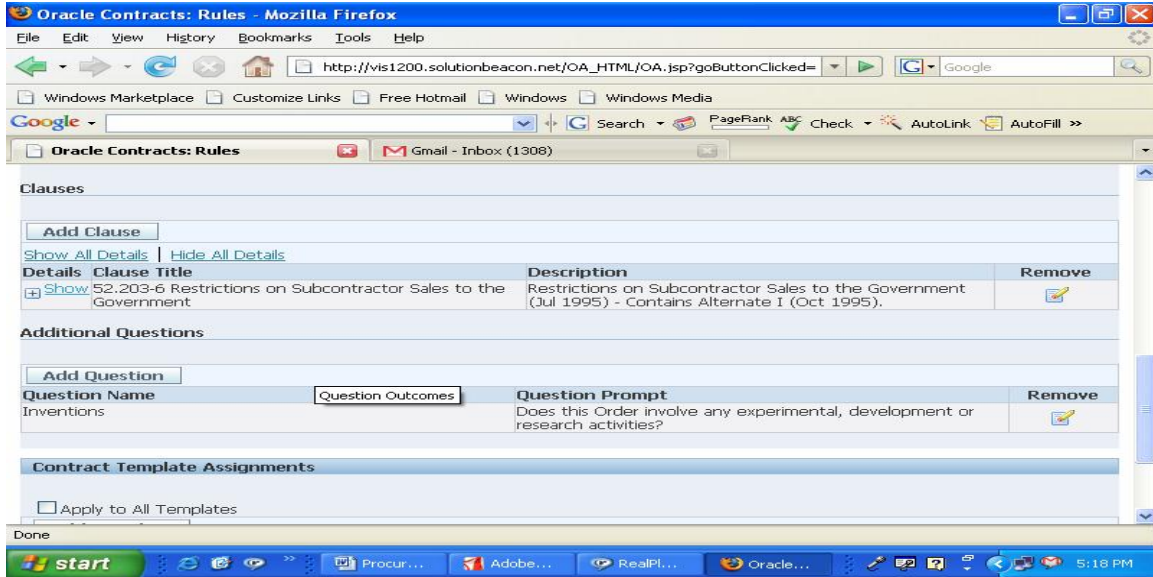 Oracle Contracts: Rules - Mozilla Firefox
File Edit View History Bookmarks Tools Help
http://vis1200.solutionbeacon.net/OA_HTML/OA.jsp?goButtonClicked= G Google
Windows Marketplace Customize Links Free Hotmail Windows Windows Media
Google G Search PageRank ABC Check AutoLink AutoFill »
Oracle Contracts: Rules Gmail - Inbox (1308)
Clauses
Add Clause
Show All Details | Hide All Details
Details Clause Title Description Remove
Show 52.203-6 Restrictions on Subcontractor Sales to the Restrictions on Subcontractor Sales to the Government
Government (Jul 1995) - Contains Alternate I (Oct 1995).
Additional Questions
Add Question
Question Name Question Outcomes Question Prompt Remove
Inventions Does this Order involve any experimental, development or
research activities?
Contract Template Assignments
Apply to All Templates
Done
start » Procur... Adobe... RealPl... Oracle... 5:18 PM